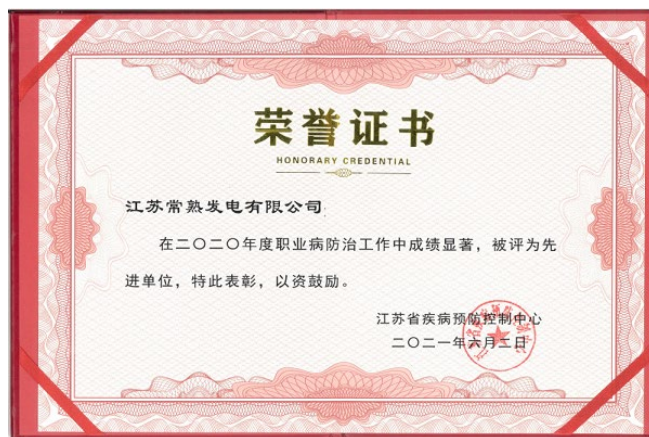 荣誉证书
HONORARY CREDENTIAL
江苏常熟发电有限公司
在二〇二〇年度职业病防治工作中成绩显著，被评为先
进单位，特此表彰，以资鼓励。
江苏省疾病预防控制中心
二〇二一年六月二日